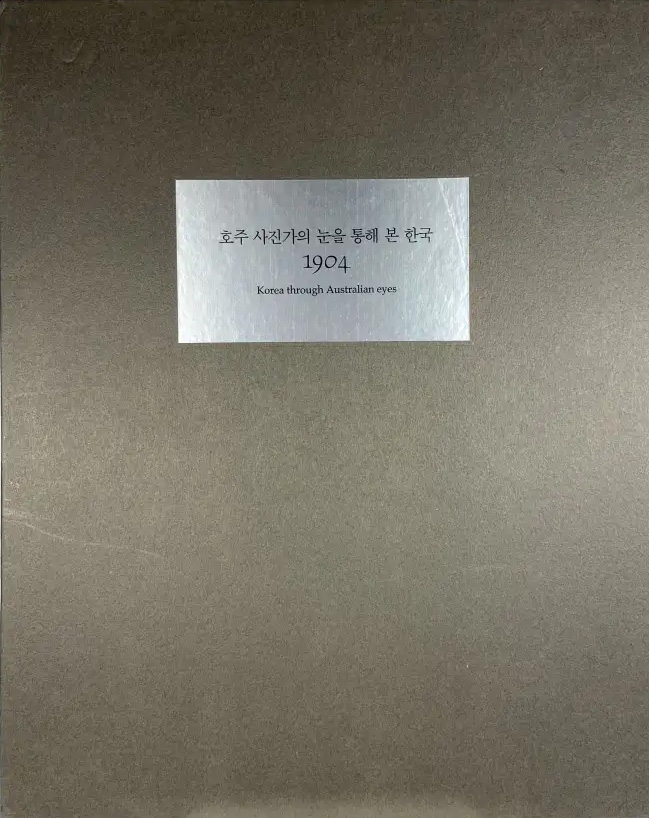 호주 사진가의 눈을 통해 본 한국
1904
Korea through Australian eyes